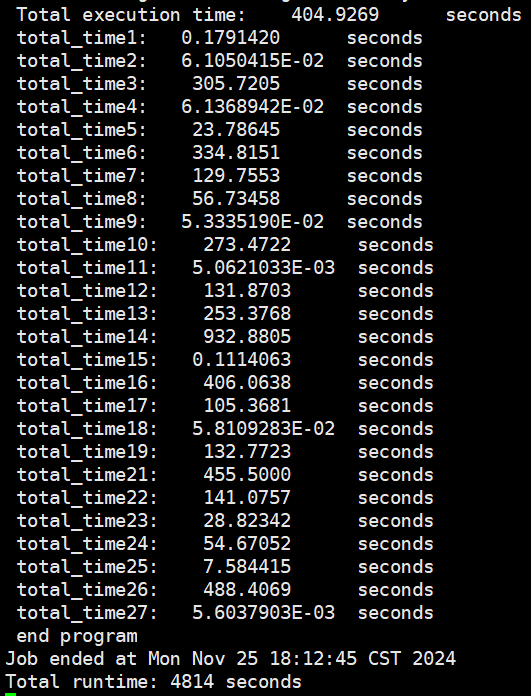 Total execution time:    404.9269      seconds
total_time1:   0.1791420      seconds
total_time2:   6.1050415E-02  seconds
total_time3:    305.7205      seconds
total_time4:   6.1368942E-02  seconds
total_time5:    23.78645      seconds
total_time6:    334.8151      seconds
total_time7:    129.7553      seconds
total_time8:    56.73458      seconds
total_time9:   5.3335190E-02  seconds
total_time10:    273.4722      seconds
total_time11:   5.0621033E-03  seconds
total_time12:    131.8703      seconds
total_time13:    253.3768      seconds
total_time14:    932.8805      seconds
total_time15:   0.1114063      seconds
total_time16:    406.0638      seconds
total_time17:    105.3681      seconds
total_time18:   5.8109283E-02  seconds
total_time19:    132.7723      seconds
total_time21:    455.5000      seconds
total_time22:    141.0757      seconds
total_time23:    28.82342      seconds
total_time24:    54.67052      seconds
total_time25:    7.584415      seconds
total_time26:    488.4069      seconds
total_time27:   5.6037903E-03  seconds
end program
Job ended at Mon Nov 25 18:12:45 CST 2024
Total runtime: 4814 seconds